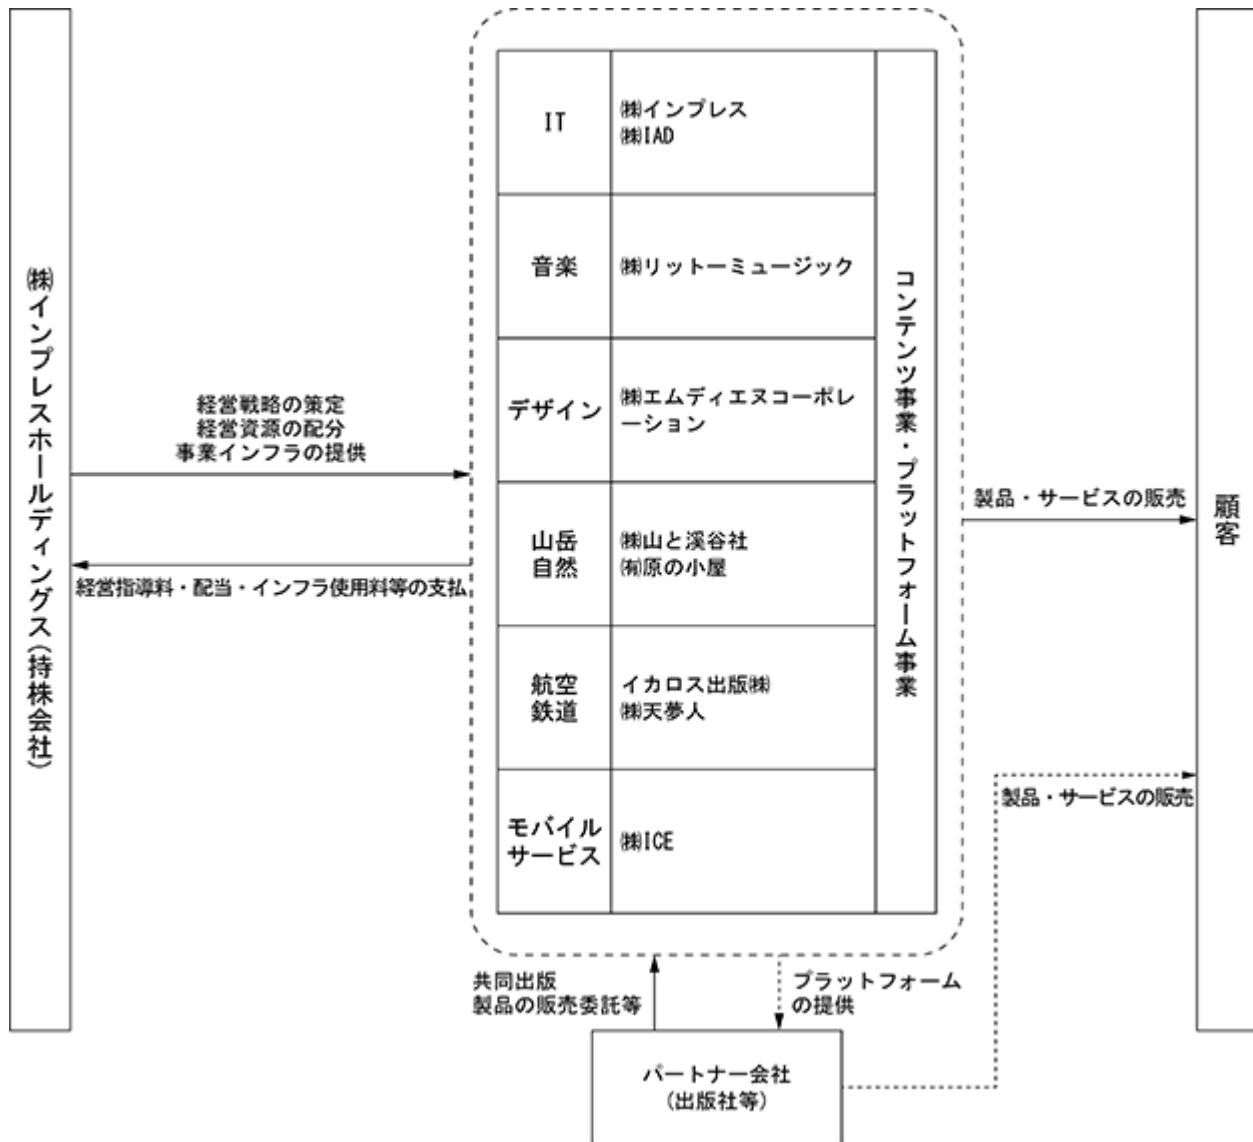 ㈱インプレスホールディングス(持株会社)
経営戦略の策定
経営資源の配分
事業インフラの提供
経営指導料・配当・インフラ使用料等の支払
IT
㈱インプレス
㈱IAD
音楽
㈱リットーミュージック
デザイン
㈱エムディエヌコーポレ
ーション
山岳
自然
㈱山と溪谷社
㈲原の小屋
航空
鉄道
イカロス出版㈱
㈱天夢人
モバイル
サービス
㈱ICE
コンテンツ事業・プラットフォーム事業
製品・サービスの販売
顧客
製品・サービスの販売
共同出版
製品の販売委託等
プラットフォーム
の提供
パートナー会社
(出版社等)